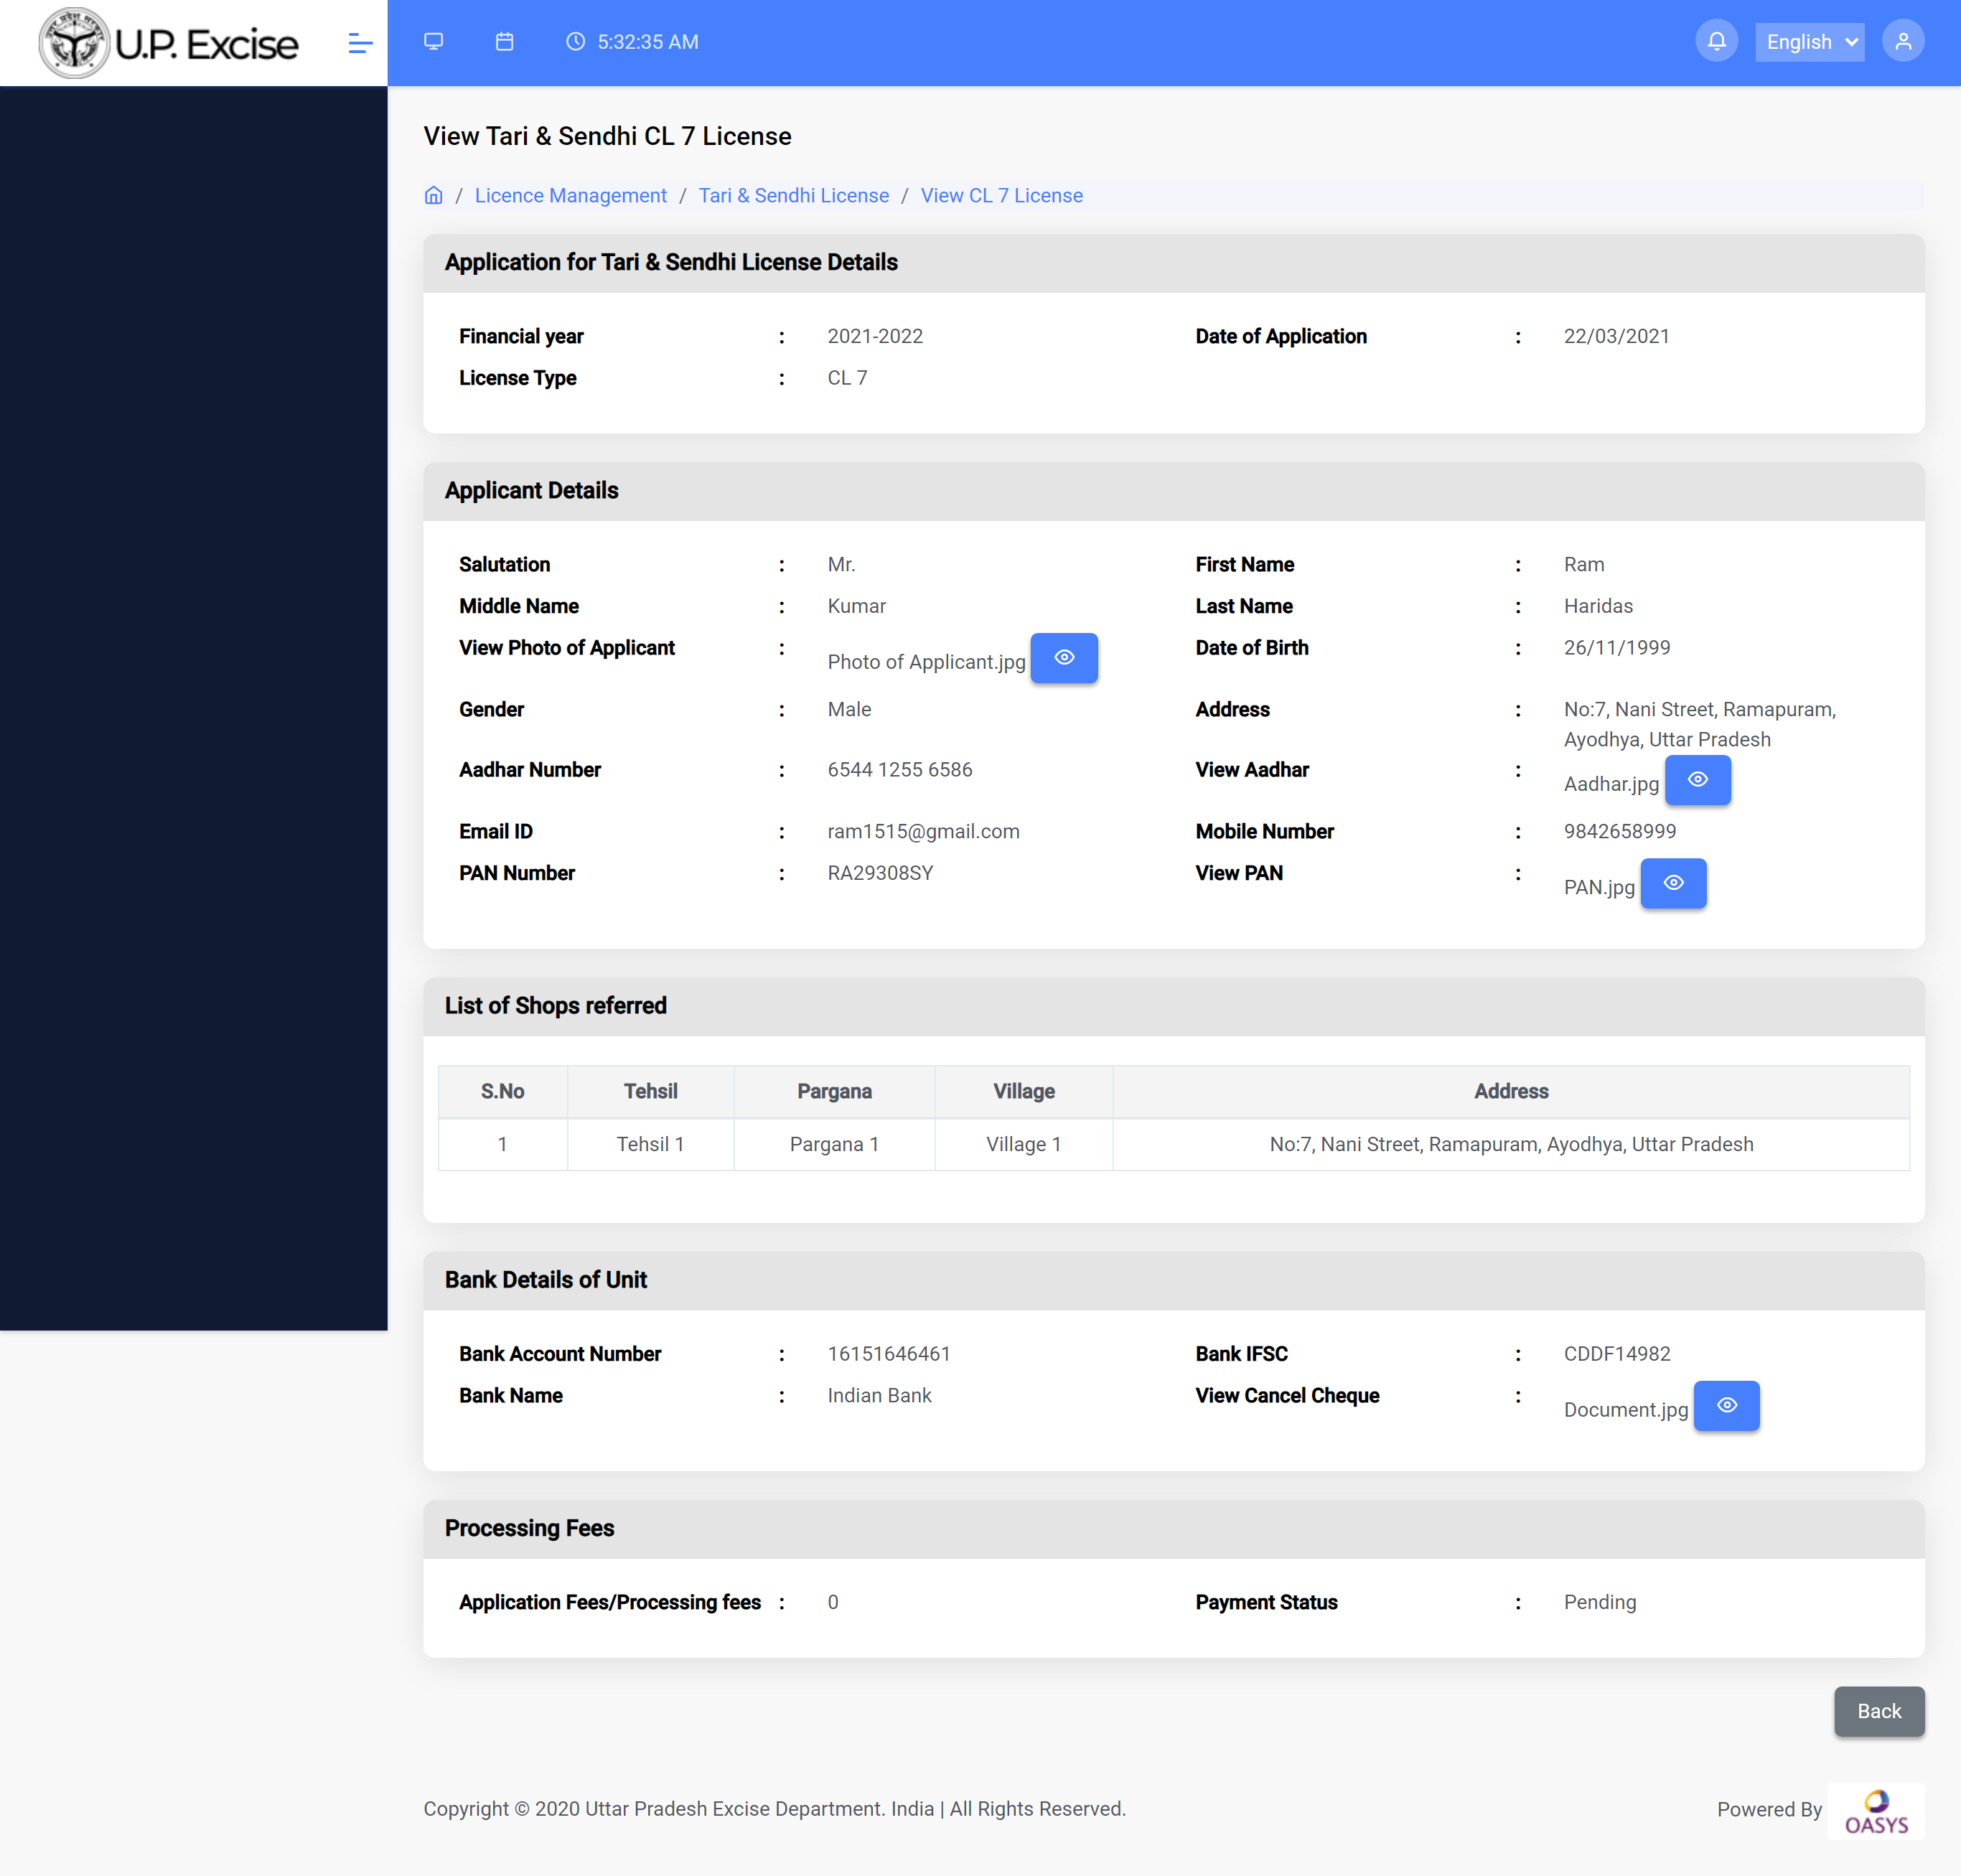 U.P. Excise
5:32:35 AM
English
View Tari & Sendhi CL 7 License
/ Licence Management / Tari & Sendhi License / View CL 7 License
Application for Tari & Sendhi License Details
Financial year : 2021-2022 Date of Application : 22/03/2021
License Type : CL 7
Applicant Details
Salutation : Mr. First Name : Ram
Middle Name : Kumar Last Name : Haridas
View Photo of Applicant : Photo of Applicant.jpg Date of Birth : 26/11/1999
Gender : Male Address : No:7, Nani Street, Ramapuram,
Ayodhya, Uttar Pradesh
Aadhar Number : 6544 1255 6586 View Aadhar : Aadhar.jpg
Email ID : ram1515@gmail.com Mobile Number : 9842658999
PAN Number : RA29308SY View PAN : PAN.jpg
List of Shops referred
S.No Tehsil Pargana Village Address
1 Tehsil 1 Pargana 1 Village 1 No:7, Nani Street, Ramapuram, Ayodhya, Uttar Pradesh
Bank Details of Unit
Bank Account Number : 16151646461 Bank IFSC : CDDF14982
Bank Name : Indian Bank View Cancel Cheque : Document.jpg
Processing Fees
Application Fees/Processing fees : 0 Payment Status : Pending
Back
Copyright © 2020 Uttar Pradesh Excise Department. India | All Rights Reserved.
Powered By OASYS